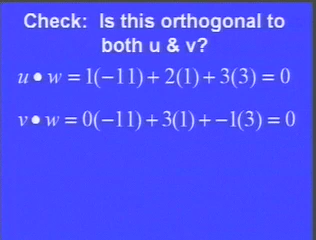 Check: Is this orthogonal to
both u & v?
u • w = 1(−11) + 2(1) + 3(3) = 0
v • w = 0(−11) + 3(1) + −1(3) = 0